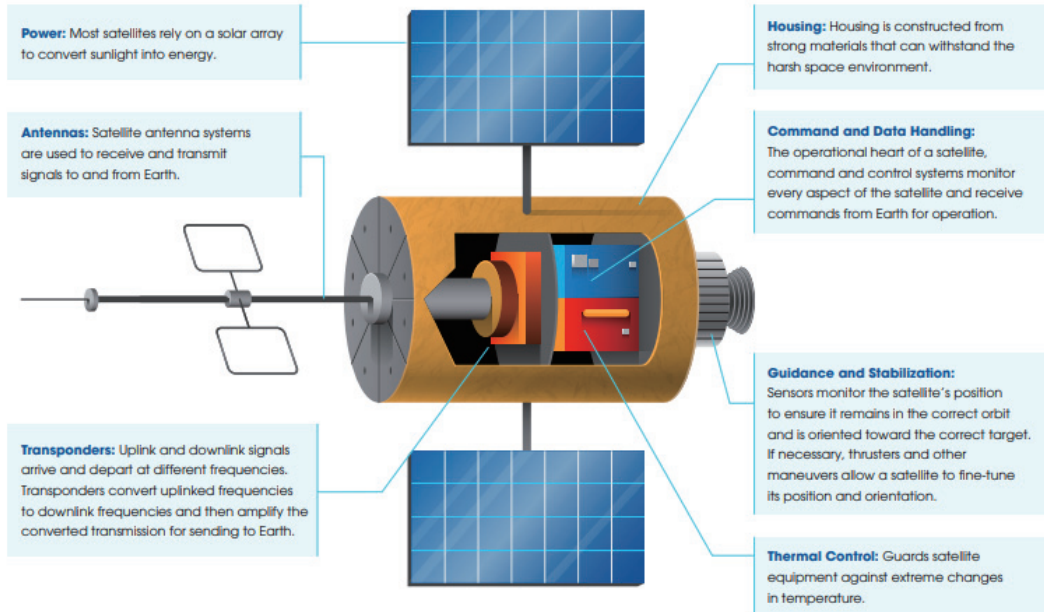 Power: Most satellites rely on a solar array
to convert sunlight into energy.
Antennas: Satellite antenna systems
are used to receive and transmit
signals to and from Earth.
Transponders: Uplink and downlink signals
arrive and depart at different frequencies.
Transponders convert uplinked frequencies
to downlink frequencies and then amplify the
converted transmission for sending to Earth.
Housing: Housing is constructed from
strong materials that can withstand the
harsh space environment.
Command and Data Handling:
The operational heart of a satellite,
command and control systems monitor
every aspect of the satellite and receive
commands from Earth for operation.
Guidance and Stabilization:
Sensors monitor the satellite's position
to ensure it remains in the correct orbit
and is oriented toward the correct target.
If necessary, thrusters and other
maneuvers allow a satellite to fine-tune
its position and orientation.
Thermal Control: Guards satellite
equipment against extreme changes
in temperature.